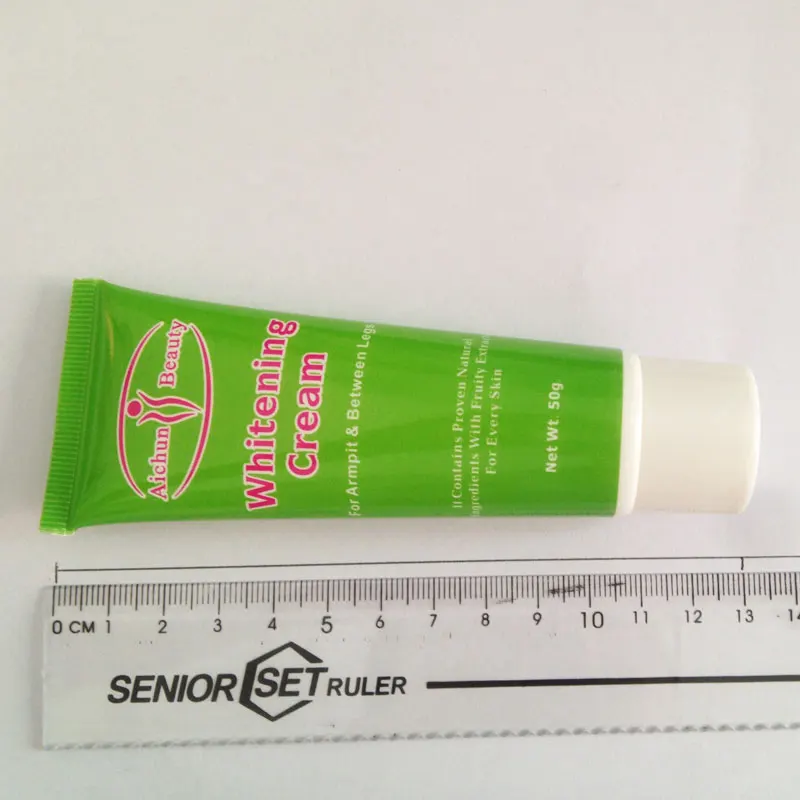 Aichun Beauty
Whitening
Cream
For Armpit & Between Legs
It Contains Proven Natural
Ingredients With Fruity Extract
For Every Skin
Net Wt. 50g
0 CM 1 2 3 4 5 6 7 8 9 10 11 12 13 14
SENIOR SET RULER